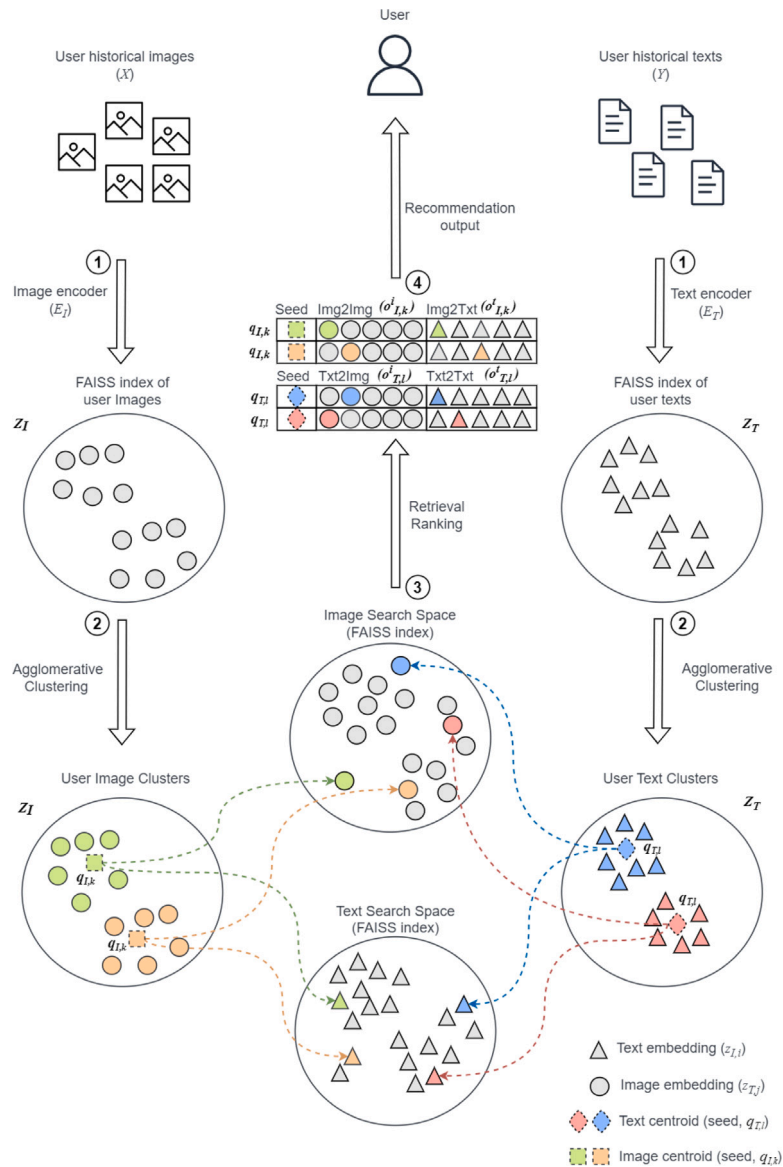 User
User historical images
(X)
User historical texts
(Y)
Recommendation
output
1
Image encoder
(E_I)
1
Text encoder
(E_T)
4
Seed Img2Img (o^i_{I,k}) Img2Txt (o^t_{I,k})
q_{I,k}
q_{I,k}
Seed Txt2Img (o^i_{T,l}) Txt2Txt (o^t_{T,l})
q_{T,l}
q_{T,l}
FAISS index of
user Images
Z_I
FAISS index of
user texts
Z_T
Retrieval
Ranking
3
2
Agglomerative
Clustering
2
Agglomerative
Clustering
Image Search Space
(FAISS index)
User Image Clusters
Z_I
q_{I,k}
q_{I,k}
User Text Clusters
Z_T
q_{T,l}
q_{T,l}
Text Search Space
(FAISS index)
Text embedding (z_{I,i})
Image embedding (z_{T,j})
Text centroid (seed, q_{T,l})
Image centroid (seed, q_{I,k})